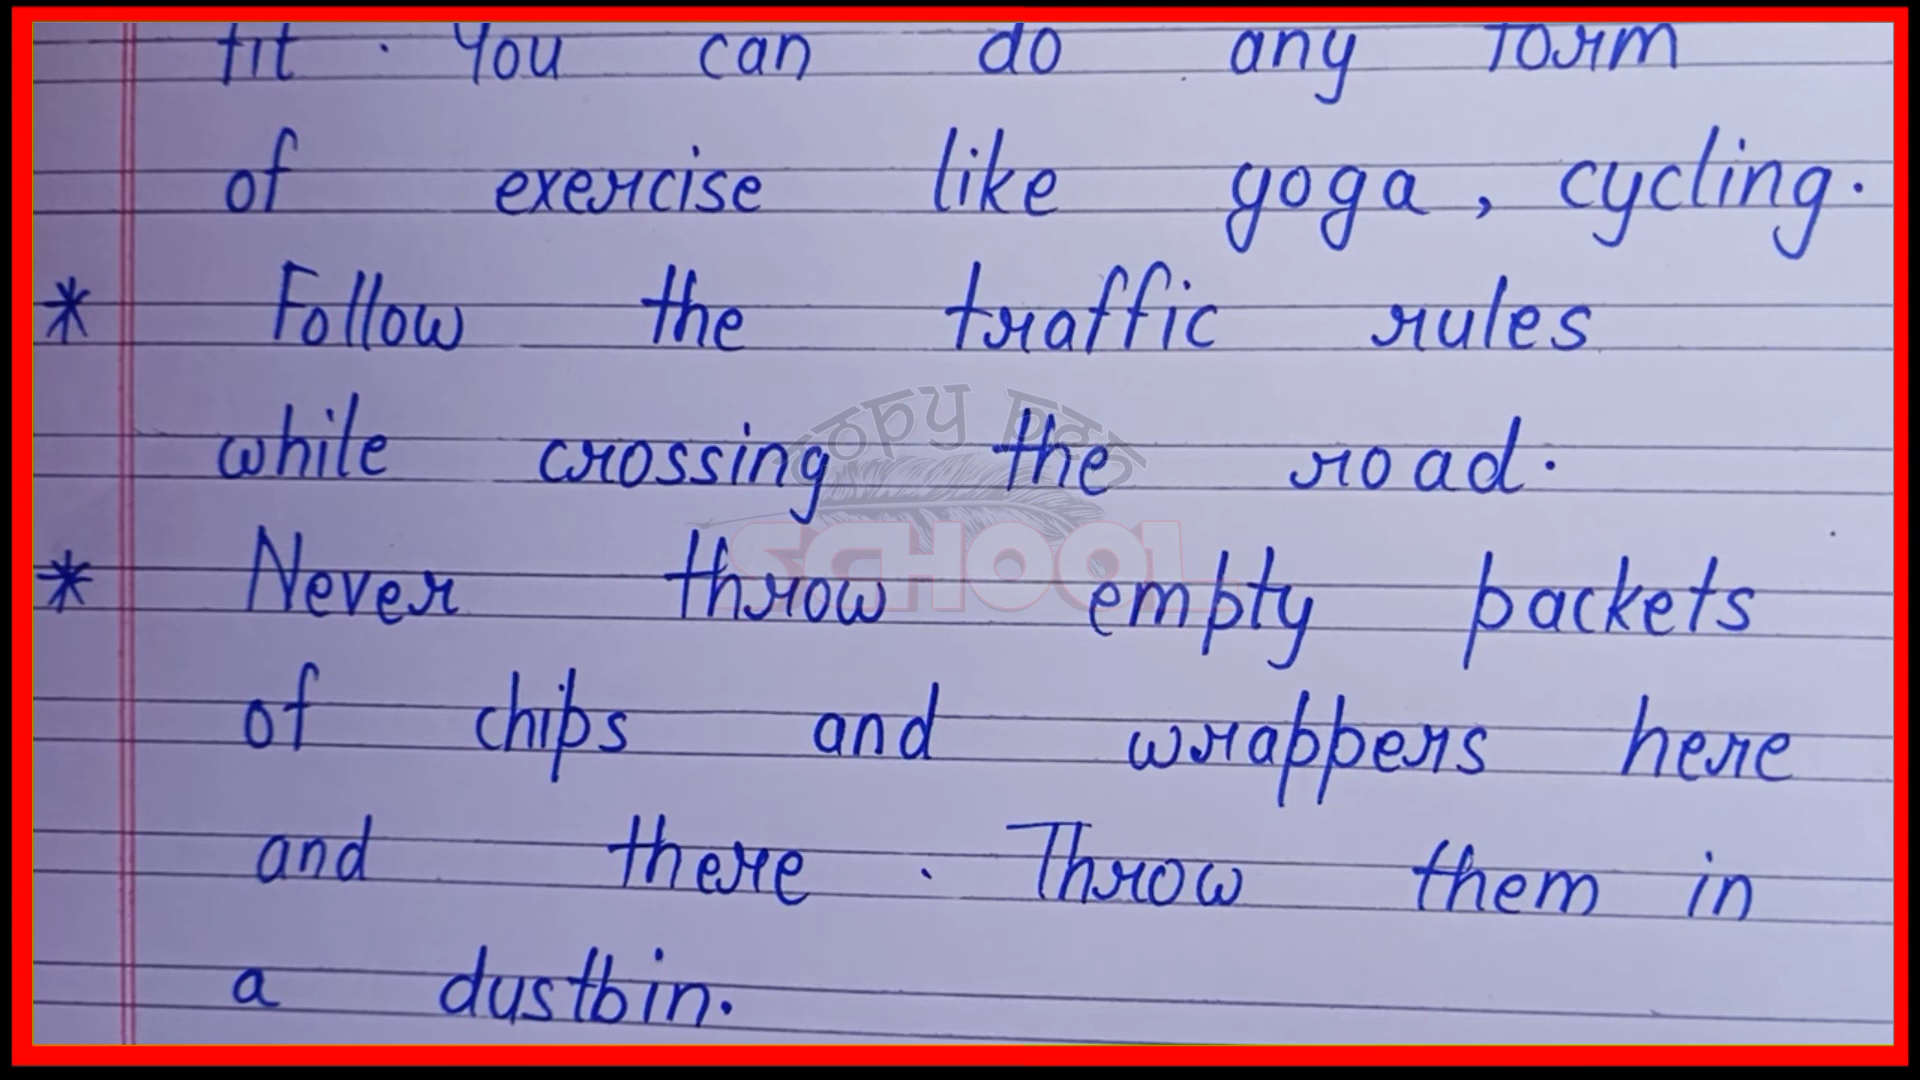 fit. You can do any form
of exercise like yoga, cycling.
* Follow the traffic rules
while crossing the road.
कॉपी पेन
SCHOOL
* Never throw empty packets
of chips and wrappers here
and there. Throw them in
a dustbin.